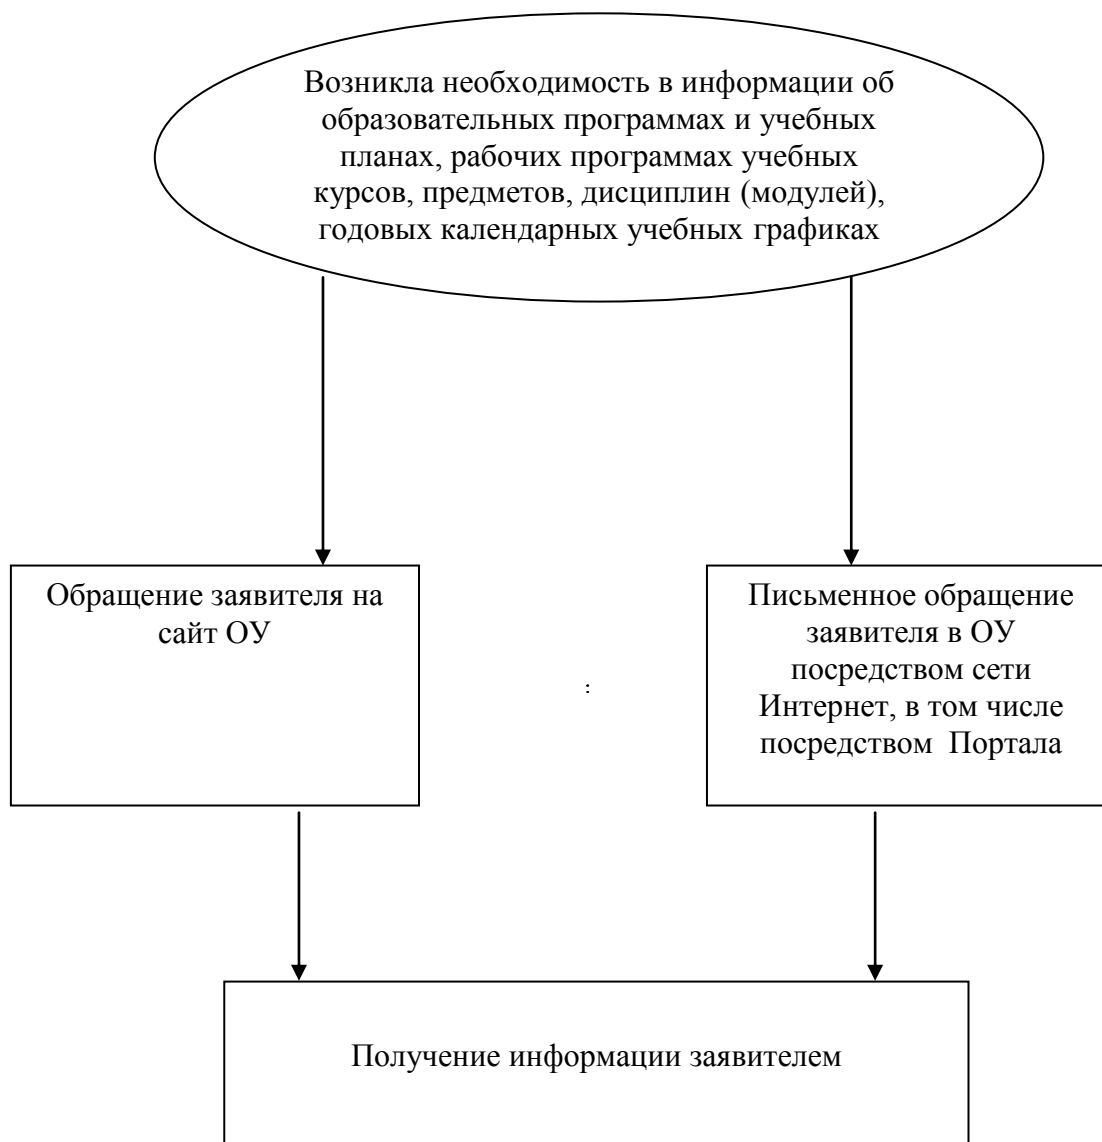 Возникла необходимость в информации об
образовательных программах и учебных
планах, рабочих программах учебных
курсов, предметов, дисциплин (модулей),
годовых календарных учебных графиках
Обращение заявителя на
сайт ОУ
Письменное обращение
заявителя в ОУ
посредством сети
Интернет, в том числе
посредством Портала
:
Получение информации заявителем